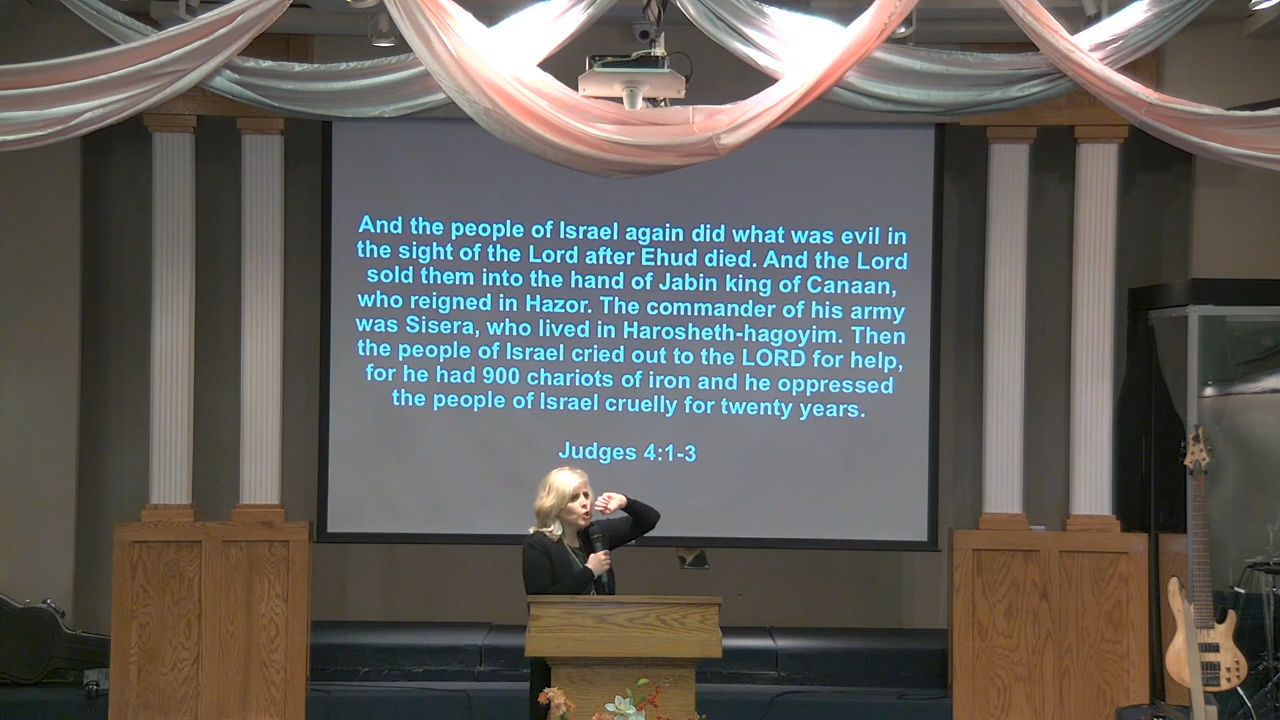 And the people of Israel again did what was evil in
the sight of the Lord after Ehud died. And the Lord
sold them into the hand of Jabin king of Canaan,
who reigned in Hazor. The commander of his army
was Sisera, who lived in Harosheth-hagoyim. Then
the people of Israel cried out to the LORD for help,
for he had 900 chariots of iron and he oppressed
the people of Israel cruelly for twenty years.
Judges 4:1-3